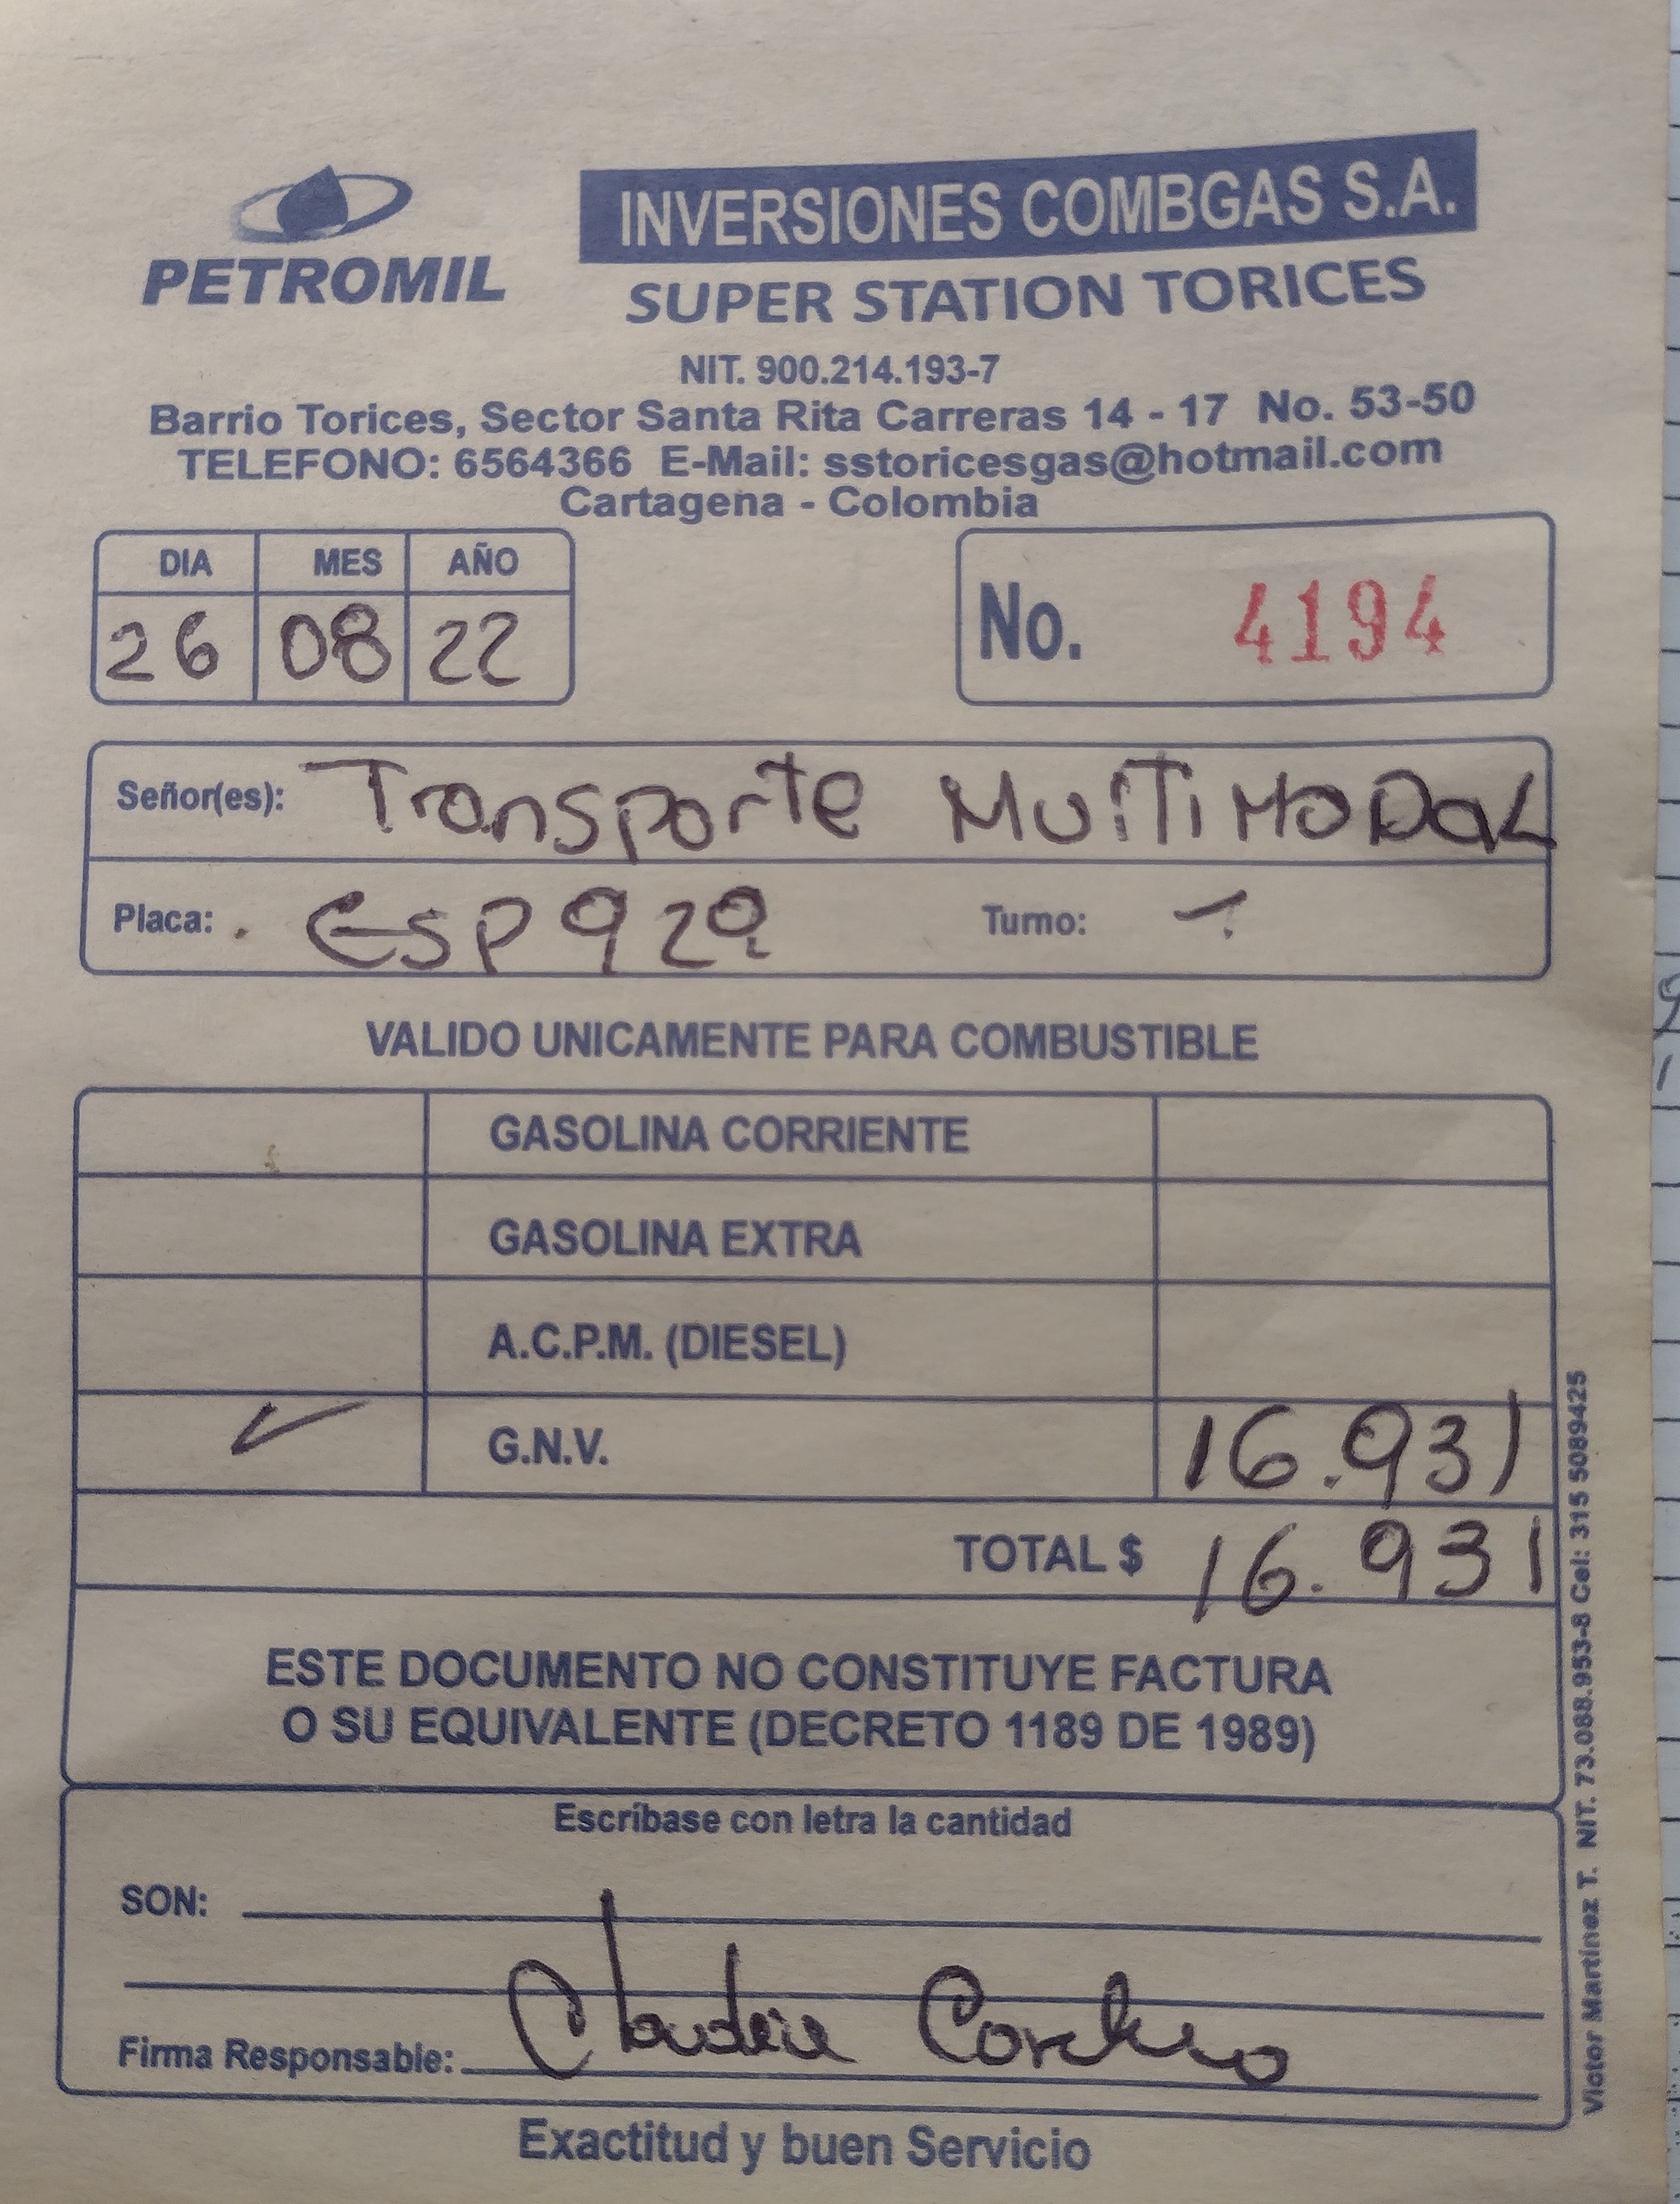 PETROMIL
INVERSIONES COMBGAS S.A.
SUPER STATION TORICES
NIT. 900.214.193-7
Barrio Torices, Sector Santa Rita Carreras 14 - 17 No. 53-50
TELEFONO: 6564366 E-Mail: sstoricesgas@hotmail.com
Cartagena - Colombia
DIA MES AÑO
26 08 22
No. 4194
Señor(es): Transporte MultiMODaL
Placa: ESP 929 Turno: 1
VALIDO UNICAMENTE PARA COMBUSTIBLE
GASOLINA CORRIENTE
GASOLINA EXTRA
A.C.P.M. (DIESEL)
G.N.V. 16.931
TOTAL $ 16.931
ESTE DOCUMENTO NO CONSTITUYE FACTURA
O SU EQUIVALENTE (DECRETO 1189 DE 1989)
Escríbase con letra la cantidad
SON:
Firma Responsable:
Exactitud y buen Servicio
Victor Martínez T. NIT. 73.088.953-8 Cel: 315 5089425